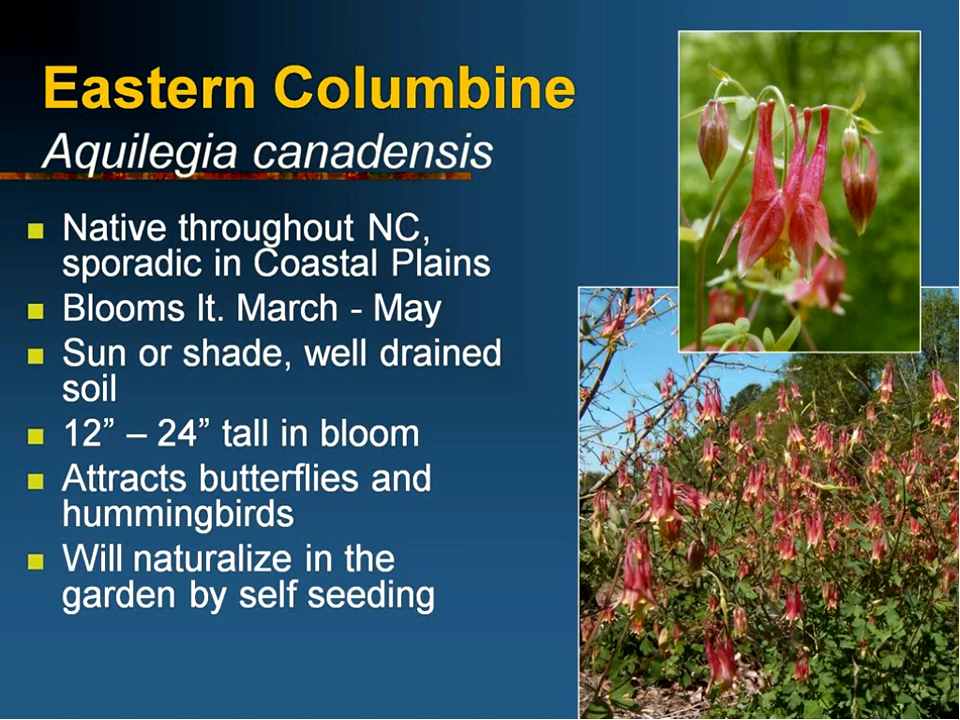 Eastern Columbine
Aquilegia canadensis
Native throughout NC,
sporadic in Coastal Plains
Blooms lt. March - May
Sun or shade, well drained
soil
12” – 24” tall in bloom
Attracts butterflies and
hummingbirds
Will naturalize in the
garden by self seeding